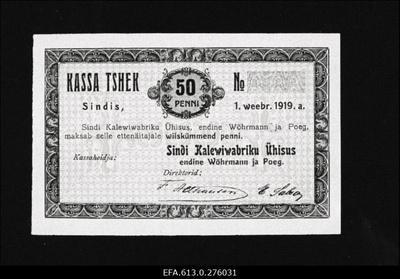 KASSA TSHEK
50
PENNI
No
Sindis,
1. weebr. 1919. a.
Sindi Kalewiwabriku Ühisus, endine Wöhrmann ja Poeg,
maksab selle ettenäitajale wiiskümmend penni.
Sindi Kalewiwabriku Ühisus
endine Wöhrmann ja Poeg.
Kassahoidja:
Direktorid:
EFA.613.0.276031